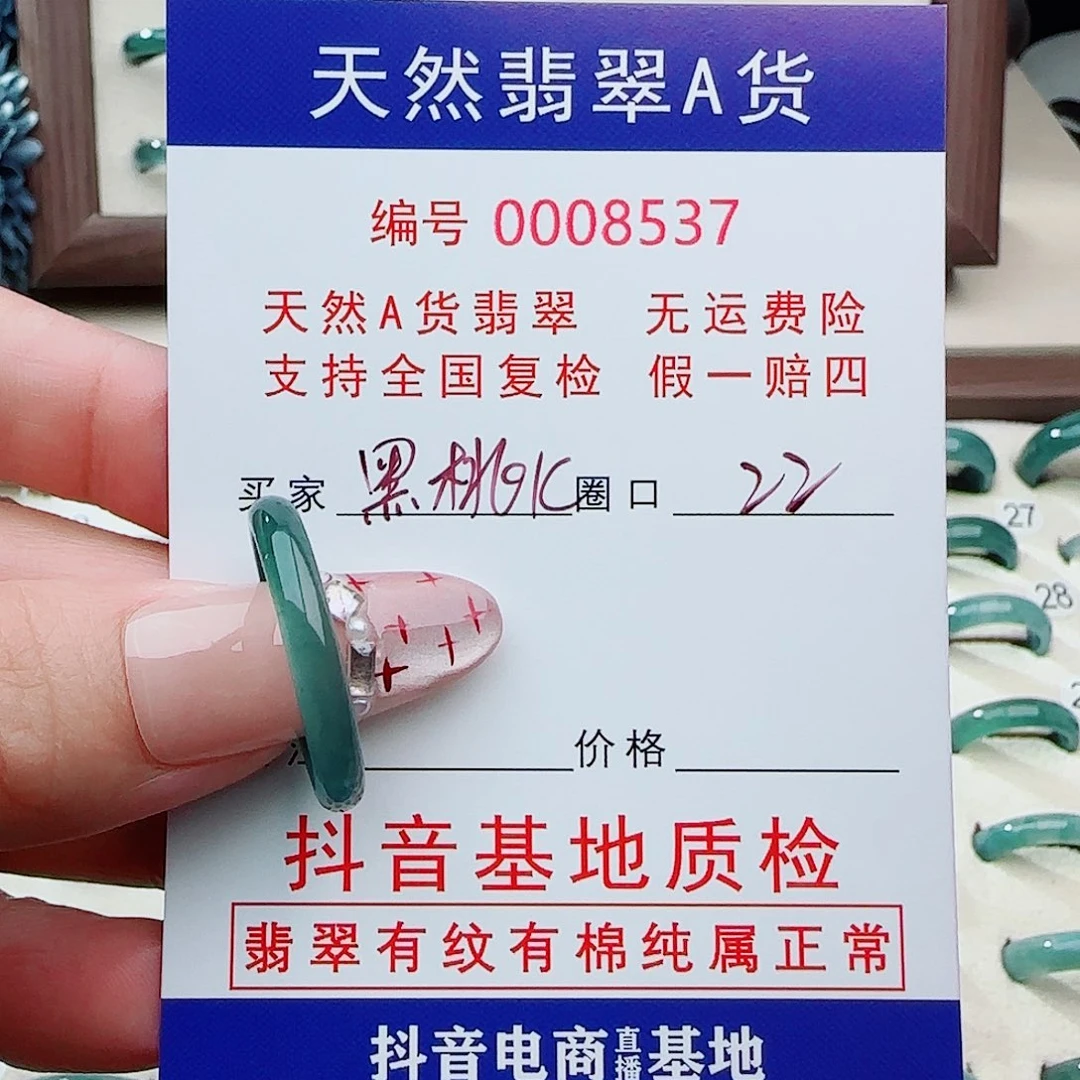 天然翡翠A货
编号 0008537
天然A货翡翠 无运费险
支持全国复检 假一赔四
买家 黑桃9K 圈口 22
价格
抖音基地质检
翡翠有纹有棉纯属正常
抖音电商直播基地
27
28